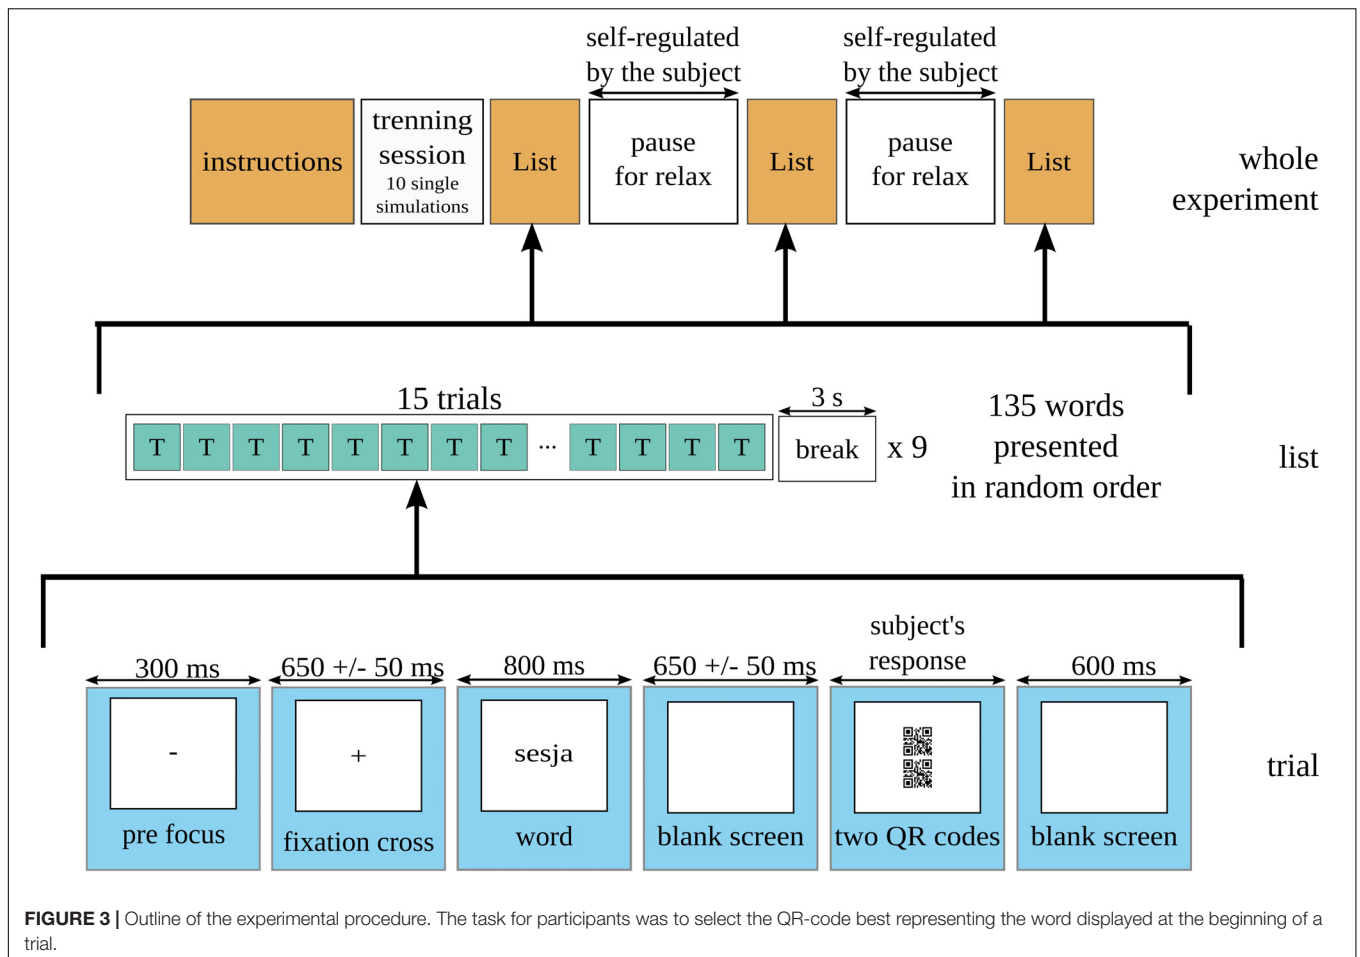 self-regulated
by the subject
self-regulated
by the subject
instructions
trenning
session
10 single
simulations
List
pause
for relax
List
pause
for relax
List
whole
experiment
15 trials
T T T T T T T T ... T T T T
3 s
break
x 9
135 words
presented
in random order
list
300 ms
650 +/- 50 ms
800 ms
650 +/- 50 ms
subject's
response
600 ms
-
+
sesja
pre focus
fixation cross
word
blank screen
two QR codes
blank screen
trial
FIGURE 3 | Outline of the experimental procedure. The task for participants was to select the QR-code best representing the word displayed at the beginning of a
trial.